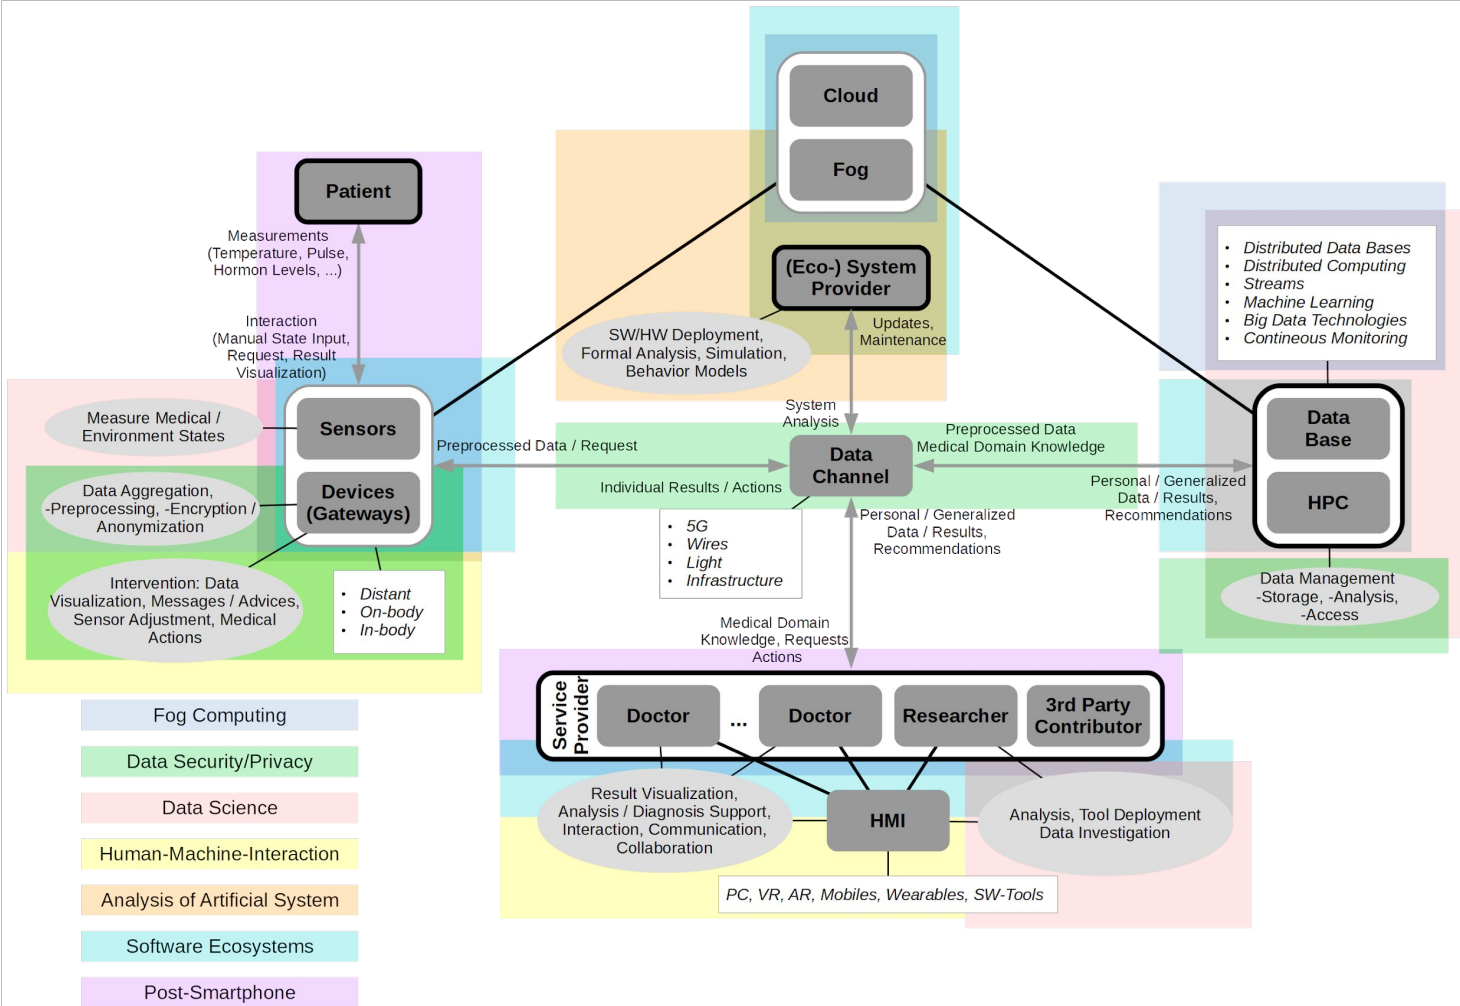 Cloud
Fog
Patient
Measurements
(Temperature, Pulse,
Hormon Levels, ...)
Interaction
(Manual State Input,
Request, Result
Visualization)
(Eco-) System
Provider
SW/HW Deployment,
Formal Analysis, Simulation,
Behavior Models
Updates,
Maintenance
System
Analysis
• Distributed Data Bases
• Distributed Computing
• Streams
• Machine Learning
• Big Data Technologies
• Contineous Monitoring
Measure Medical /
Environment States
Sensors
Devices
(Gateways)
Data Aggregation,
-Preprocessing, -Encryption /
Anonymization
Intervention: Data
Visualization, Messages / Advices,
Sensor Adjustment, Medical
Actions
• Distant
• On-body
• In-body
Preprocessed Data / Request
Individual Results / Actions
Data
Channel
Preprocessed Data
Medical Domain Knowledge
Personal / Generalized
Data / Results,
Recommendations
Data
Base
HPC
Data Management
-Storage, -Analysis,
-Access
• 5G
• Wires
• Light
• Infrastructure
Personal / Generalized
Data / Results,
Recommendations
Medical Domain
Knowledge, Requests
Actions
Service
Provider
Doctor
...
Doctor
Researcher
3rd Party
Contributor
Result Visualization,
Analysis / Diagnosis Support,
Interaction, Communication,
Collaboration
HMI
Analysis, Tool Deployment
Data Investigation
PC, VR, AR, Mobiles, Wearables, SW-Tools
Fog Computing
Data Security/Privacy
Data Science
Human-Machine-Interaction
Analysis of Artificial System
Software Ecosystems
Post-Smartphone